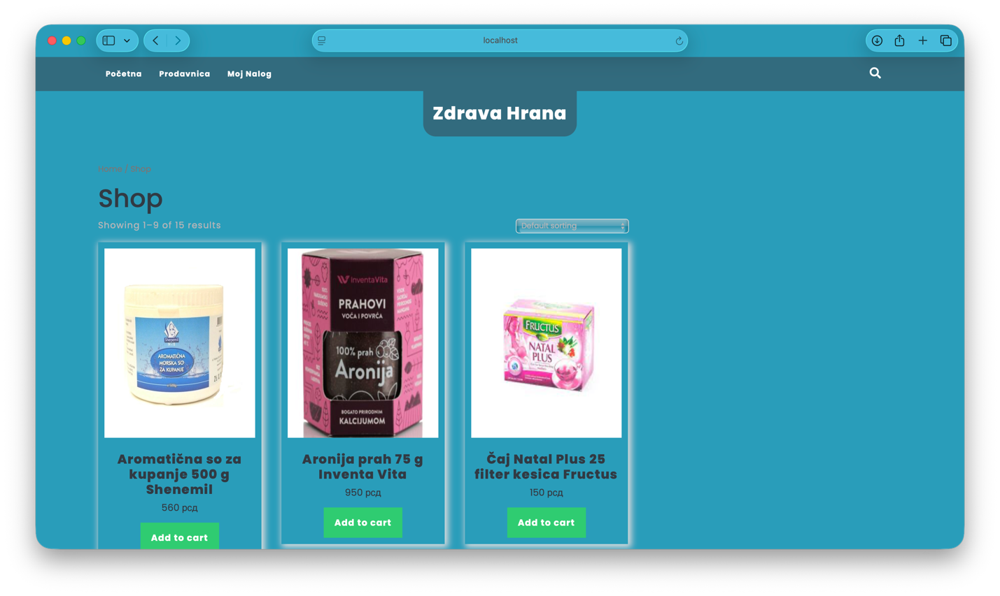 localhost
Početna Prodavnica Moj Nalog
Zdrava Hrana
Home / Shop
Shop
Showing 1–9 of 15 results
Default sorting
Shenemil
AROMATIČNA
MORSKA SO
ZA KUPANJE
InventaVita
PRAHOVI
VOĆA I POVRĆA
100% prah
Aronija
BOGATO PRIRODNIM
KALCIJUMOM
FRUCTUS
NATAL
PLUS
Aromatična so za
kupanje 500 g
Shenemil
560 рсд
Add to cart
Aronija prah 75 g
Inventa Vita
950 рсд
Add to cart
Čaj Natal Plus 25
filter kesica Fructus
150 рсд
Add to cart